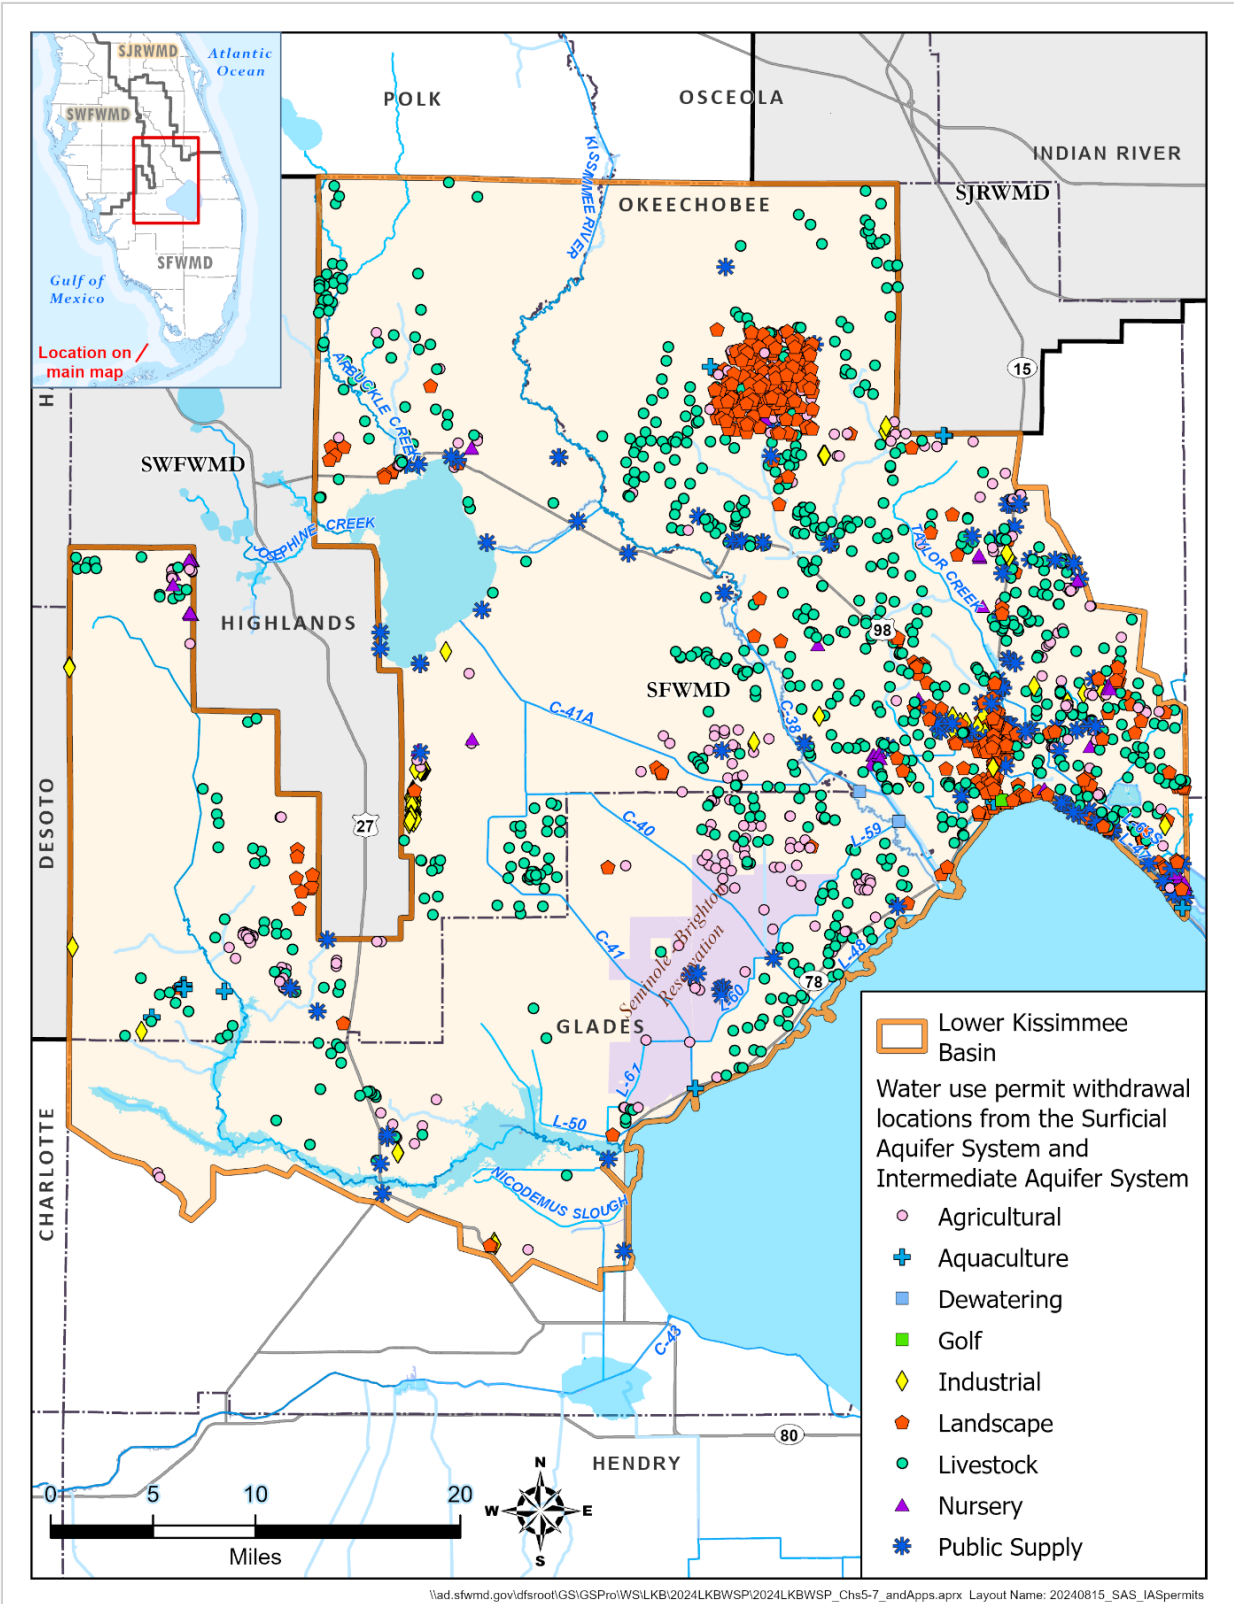 SJRWMD
Atlantic
Ocean
SWFWMD
SFWMD
Gulf of
Mexico
Location on
main map
POLK
OSCEOLA
INDIAN RIVER
SJRWMD
KISSIMMEE RIVER
OKEECHOBEE
15
ARBUCKLE CREEK
H
SWFWMD
JOSEPHINE CREEK
TAYLOR CREEK
HIGHLANDS
98
SFWMD
C-41A
C-38
DESOTO
27
C-40
L-59
L-63S
L-47
Seminole - Brighton
Reservation
C-41
L-48
78
L-60
GLADES
L-61
L-50
NICODEMUS SLOUGH
CHARLOTTE
C-43
80
HENDRY
Lower Kissimmee
Basin
Water use permit withdrawal
locations from the Surficial
Aquifer System and
Intermediate Aquifer System
Agricultural
Aquaculture
Dewatering
Golf
Industrial
Landscape
Livestock
Nursery
Public Supply
0 5 10 20
Miles
N
W E
S
\\ad.sfwmd.gov\dfsroot\GS\GSPro\WS\LKB\2024LKBWSP\2024LKBWSP_Chs5-7_andApps.aprx Layout Name: 20240815_SAS_IASpermits